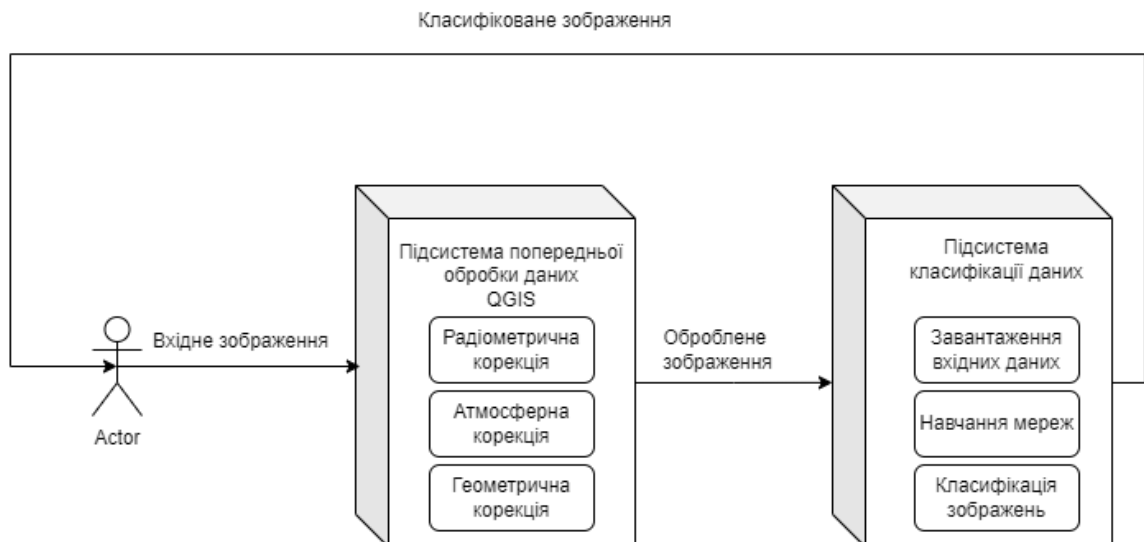 Класифіковане зображення
Підсистема попередньої
обробки даних
QGIS
Підсистема
класифікації даних
Вхідне зображення
Радіометрична
корекція
Оброблене
зображення
Завантаження
вхідних даних
Actor
Атмосферна
корекція
Навчання мереж
Геометрична
корекція
Класифікація
зображень